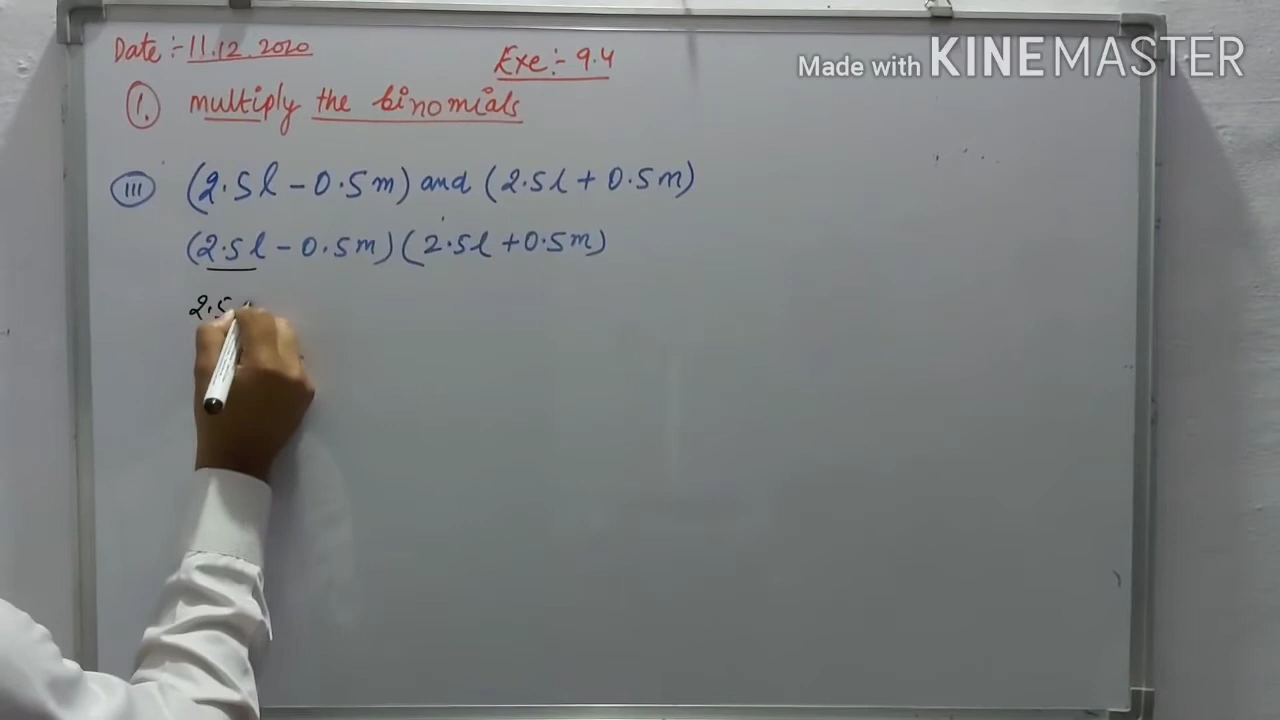 Date :- 11.12.2020
Exe:- 9.4
Made with KINEMASTER
① multiply the binomials
(iii) (2.5l - 0.5m) and (2.5l + 0.5m)
(2.5l - 0.5m)(2.5l + 0.5m)
2.5